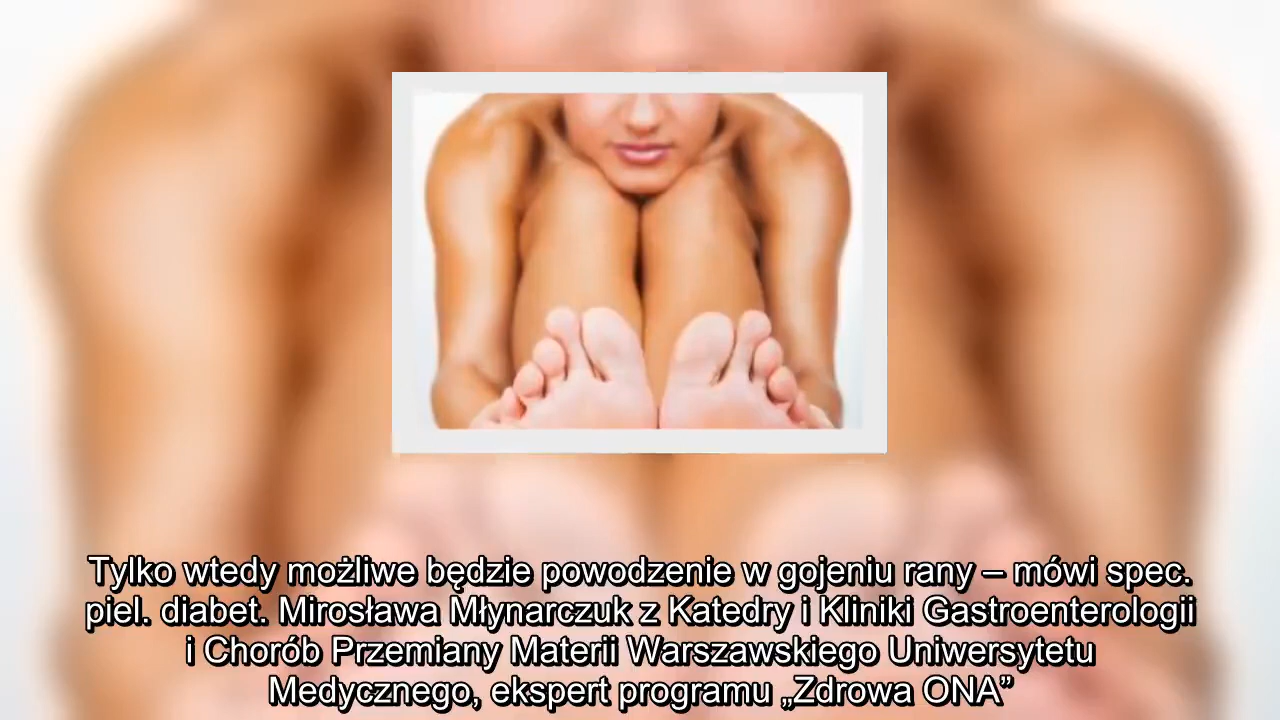 Tylko wtedy możliwe będzie powodzenie w gojeniu rany – mówi spec.
piel. diabet. Mirosława Młynarczuk z Katedry i Kliniki Gastroenterologii
i Chorób Przemiany Materii Warszawskiego Uniwersytetu
Medycznego, ekspert programu „Zdrowa ONA”